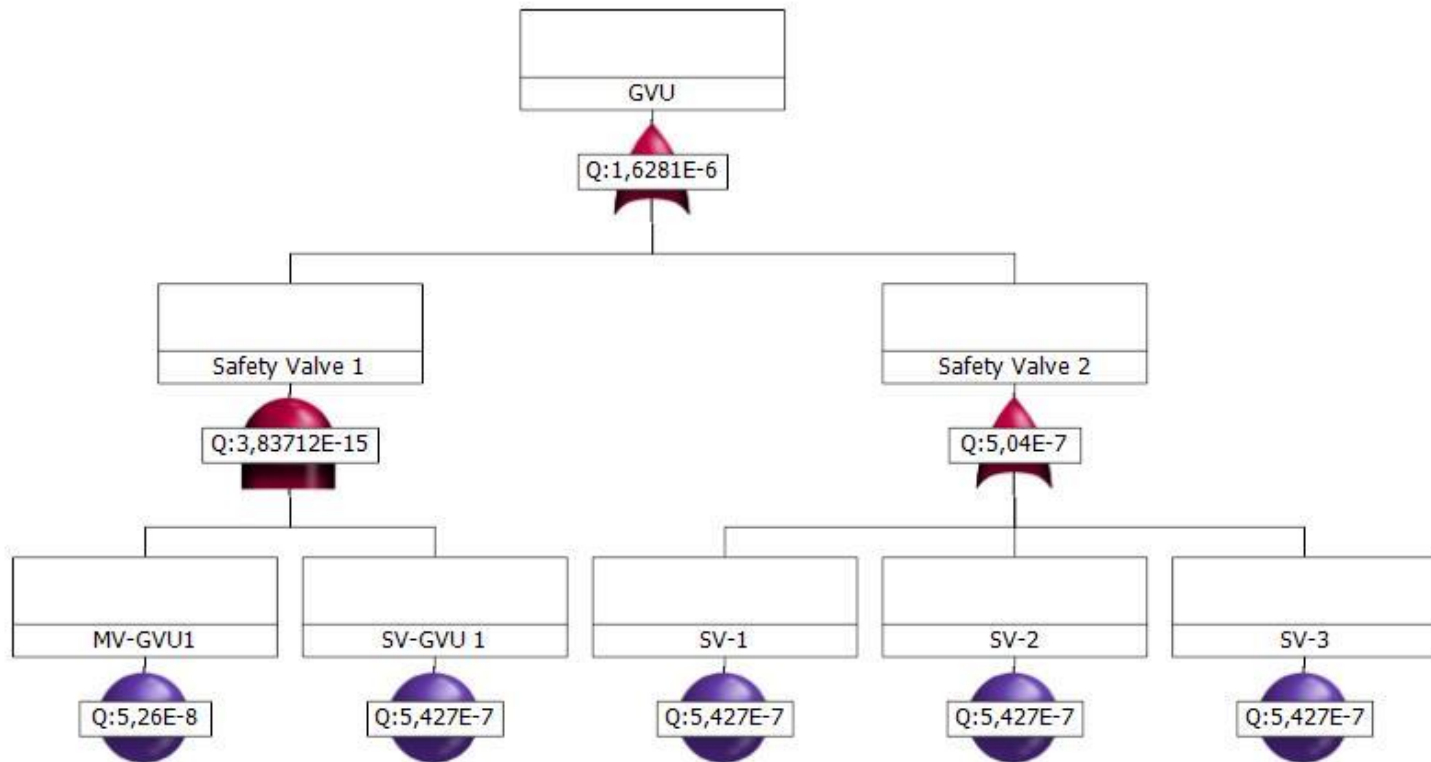 GVU
Q:1,6281E-6
Safety Valve 1
Safety Valve 2
Q:3,83712E-15
Q:5,04E-7
MV-GVU1
SV-GVU 1
SV-1
SV-2
SV-3
Q:5,26E-8
Q:5,427E-7
Q:5,427E-7
Q:5,427E-7
Q:5,427E-7